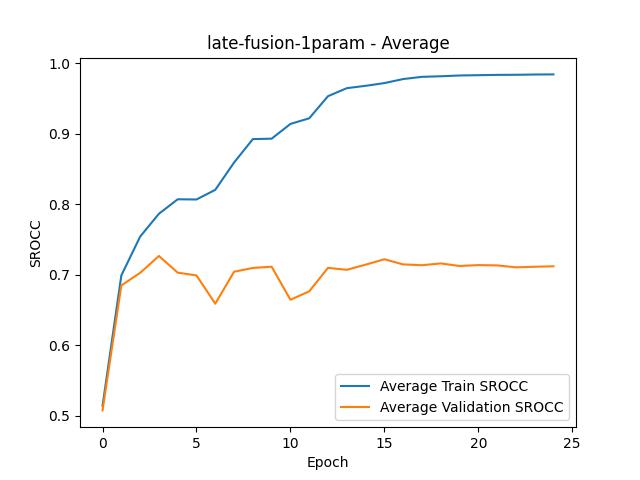 late-fusion-1param - Average
SROCC
1.0
0.9
0.8
0.7
0.6
0.5
0 5 10 15 20 25
Epoch
Average Train SROCC
Average Validation SROCC